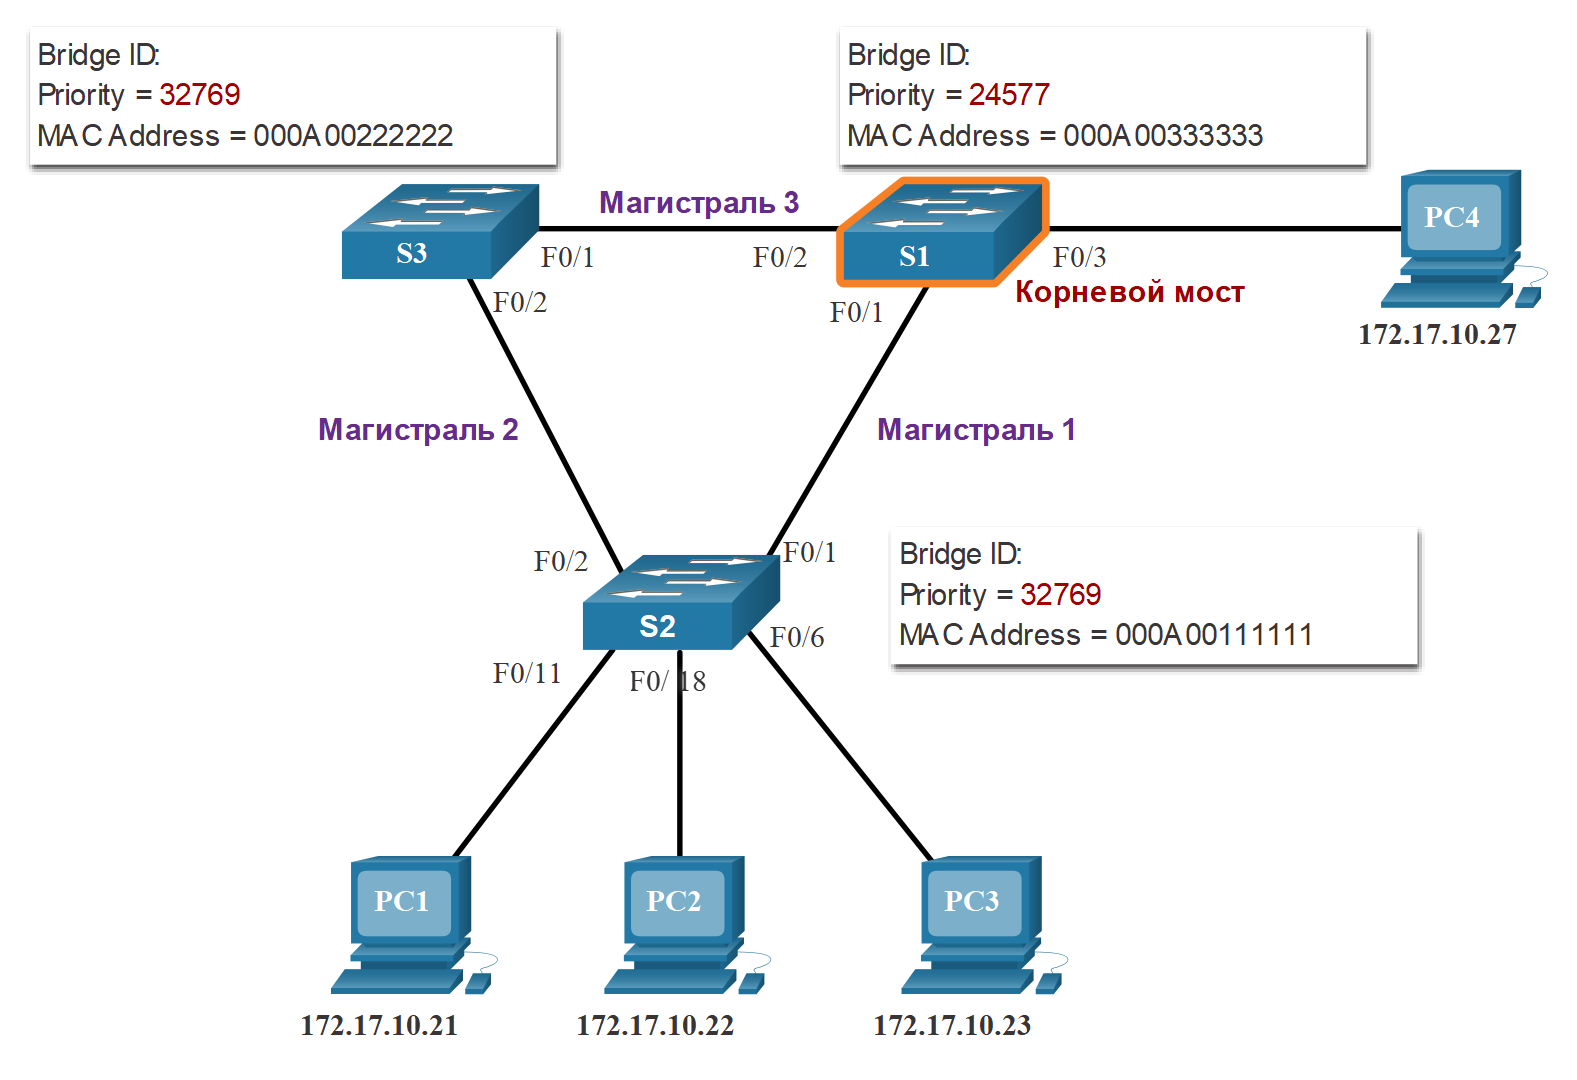 Bridge ID:
Priority = 32769
MAC Address = 000A00222222
Bridge ID:
Priority = 24577
MAC Address = 000A00333333
Магистраль 3
S3
F0/1
F0/2
S1
F0/3
PC4
F0/2
F0/1
Корневой мост
172.17.10.27
Магистраль 2
Магистраль 1
F0/2
F0/1
Bridge ID:
Priority = 32769
MAC Address = 000A00111111
S2
F0/6
F0/11
F0/ 18
PC1
PC2
PC3
172.17.10.21
172.17.10.22
172.17.10.23